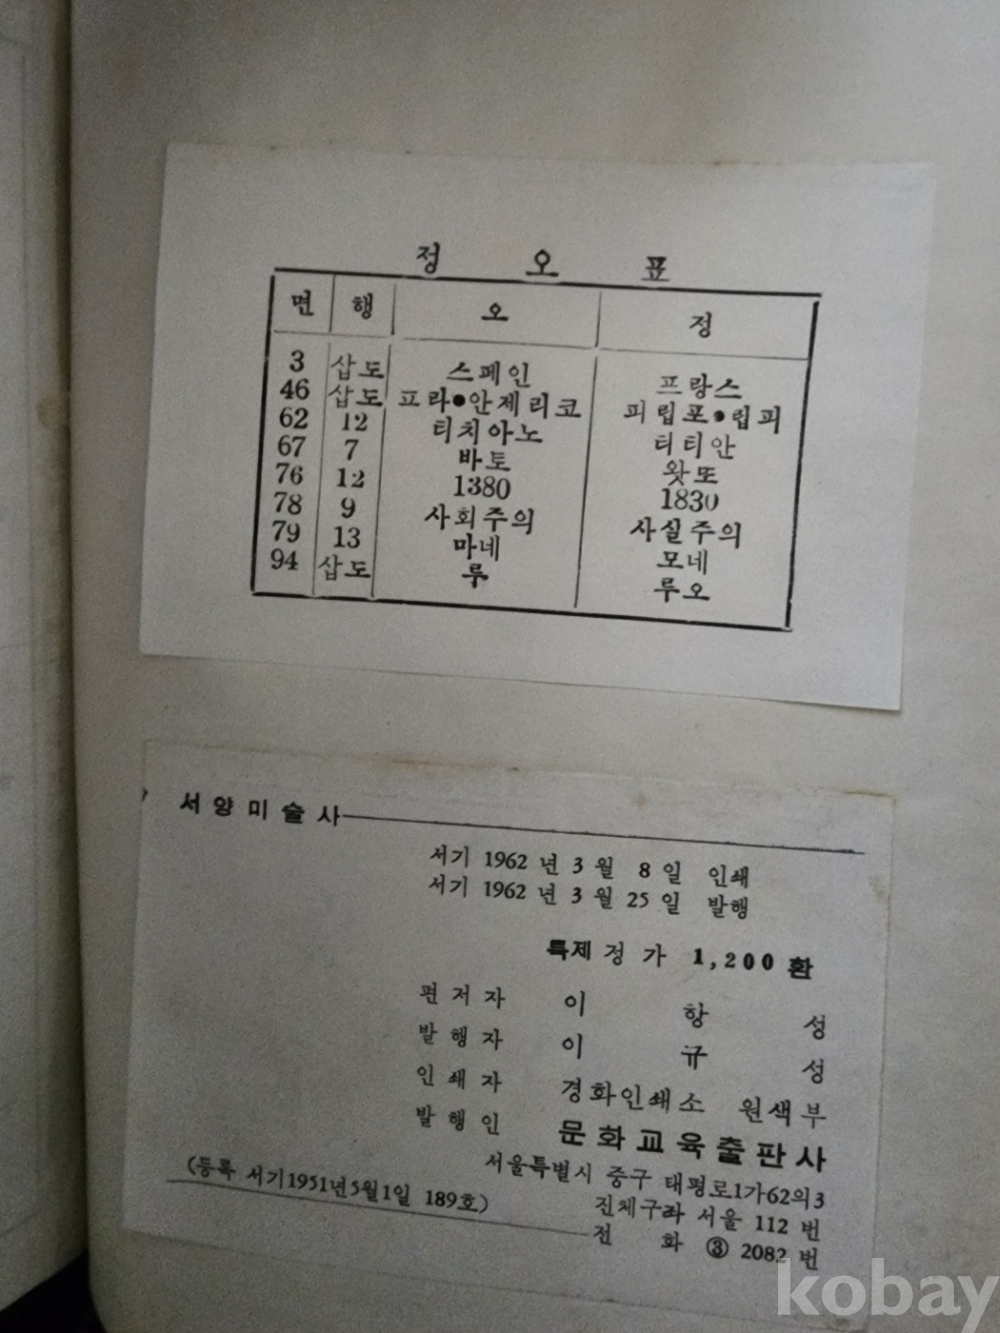 정 오 표
면 행 오 정
3 삽도 스페인 프랑스
46 삽도 프라•안제리코 피립포•립피
62 12 티치아노 티티안
67 7 바토 왓또
76 12 1380 1830
78 9 사회주의 사실주의
79 13 마네 모네
94 삽도 루 루오
서양미술사
서기 1962 년 3 월 8 일 인쇄
서기 1962 년 3 월 25 일 발행
특제 정 가 1,200 환
편 저 자 이 항 성
발 행 자 이 규 성
인 쇄 자 경화인쇄소 원색부
발 행 인 문화교육출판사
서울특별시 중구 태평로1가62의3
(등록 서기1951년5월1일 189호) 진체구좌 서울 112 번
전 화 ③ 2082 번
kobay